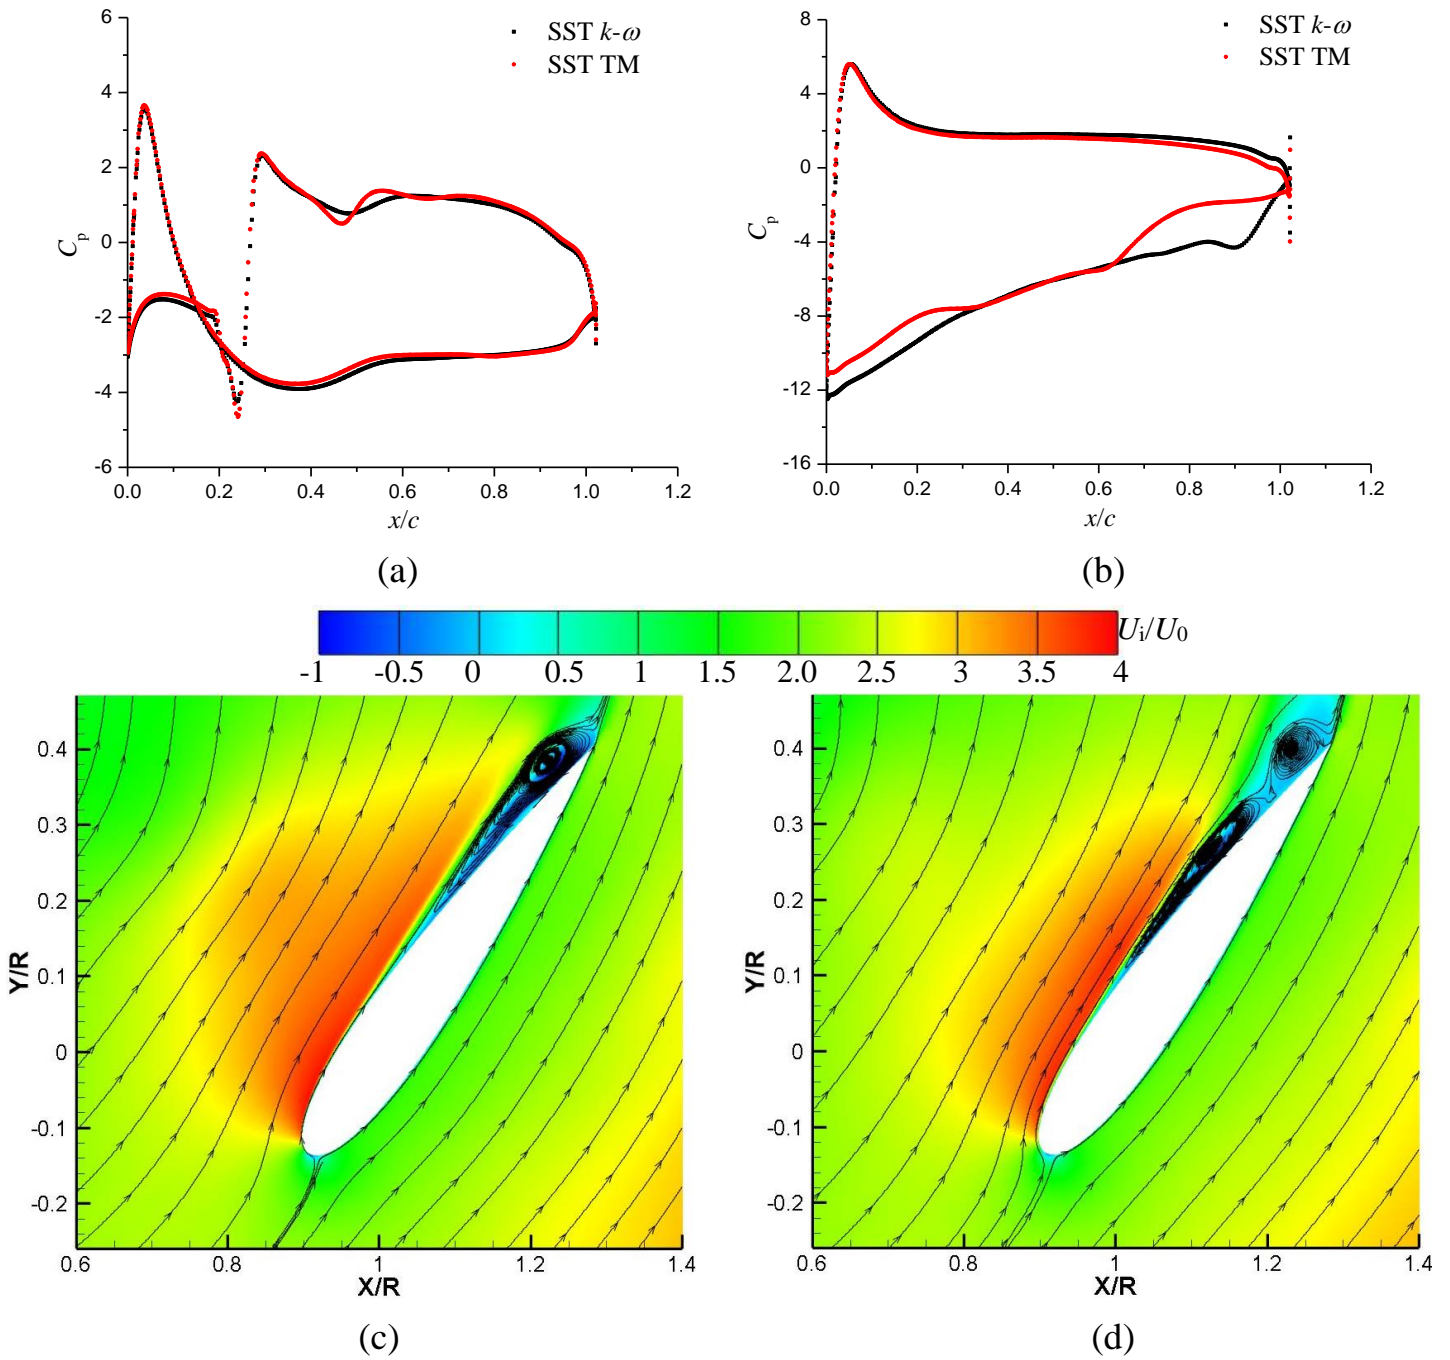 SST k-ω
SST TM
6
4
2
0
-2
-4
-6
C_p
0.0 0.2 0.4 0.6 0.8 1.0 1.2
x/c
(a)
SST k-ω
SST TM
8
4
0
-4
-8
-12
-16
C_p
0.0 0.2 0.4 0.6 0.8 1.0 1.2
x/c
(b)
U_i/U_0
-1 -0.5 0 0.5 1 1.5 2.0 2.5 3 3.5 4
0.4
0.3
0.2
0.1
0
-0.1
-0.2
Y/R
0.6 0.8 1 1.2 1.4
X/R
(c)
0.4
0.3
0.2
0.1
0
-0.1
-0.2
Y/R
0.6 0.8 1 1.2 1.4
X/R
(d)